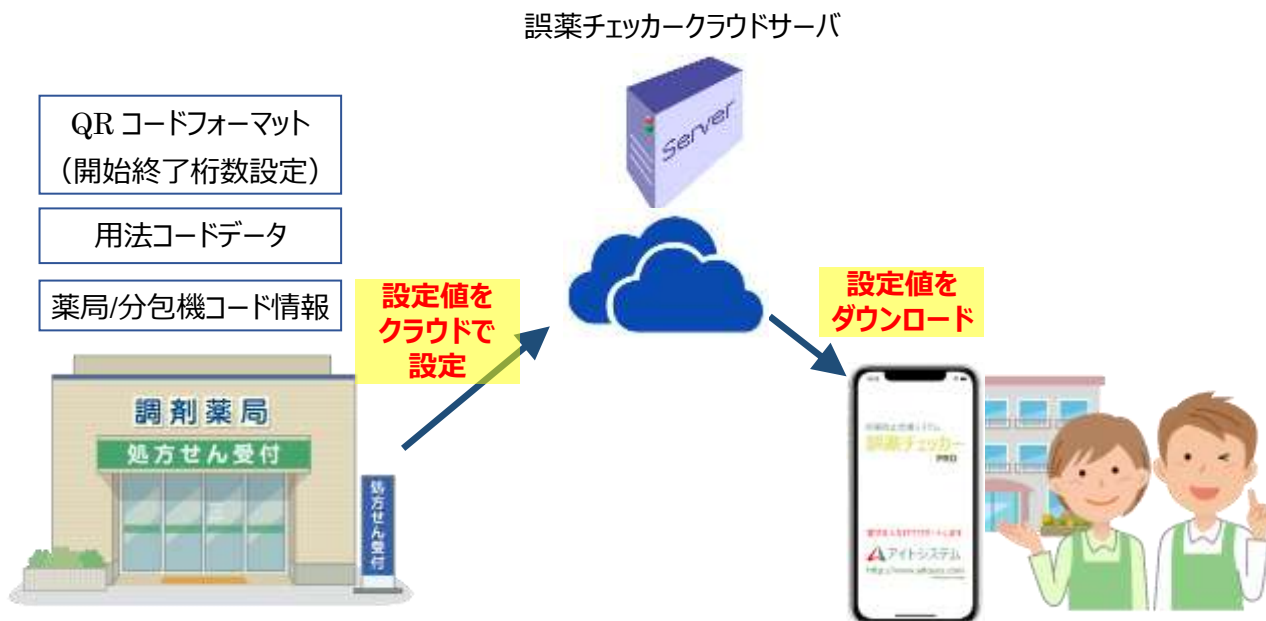 誤薬チェッカークラウドサーバ
Server
QR コードフォーマット
（開始終了桁数設定）
用法コードデータ
薬局/分包機コード情報
設定値を
クラウドで
設定
設定値を
ダウンロード
調剤薬局
処方せん受付
処方せん受付
誤薬チェッカー
PRO
アイトシステム